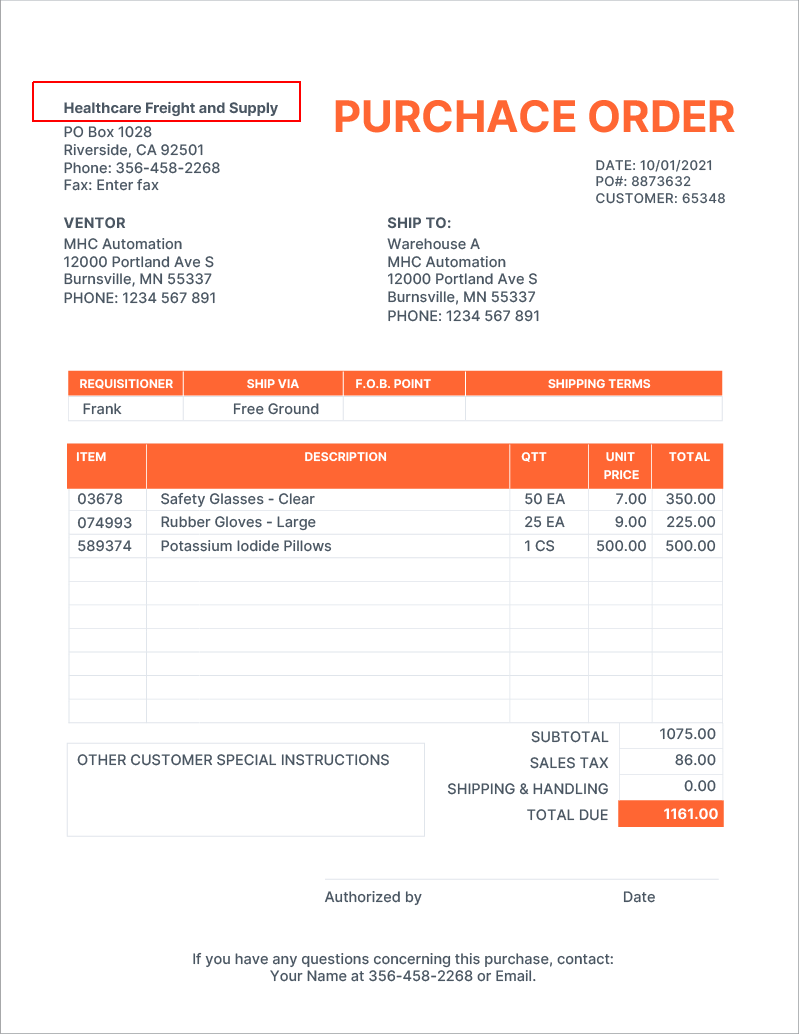 Healthcare Freight and Supply
PURCHACE ORDER
PO Box 1028
Riverside, CA 92501
Phone: 356-458-2268
Fax: Enter fax
DATE: 10/01/2021
PO#: 8873632
CUSTOMER: 65348
VENTOR
MHC Automation
12000 Portland Ave S
Burnsville, MN 55337
PHONE: 1234 567 891
SHIP TO:
Warehouse A
MHC Automation
12000 Portland Ave S
Burnsville, MN 55337
PHONE: 1234 567 891
REQUISITIONER SHIP VIA F.O.B. POINT SHIPPING TERMS
Frank Free Ground
ITEM DESCRIPTION QTT UNIT PRICE TOTAL
03678 Safety Glasses - Clear 50 EA 7.00 350.00
074993 Rubber Gloves - Large 25 EA 9.00 225.00
589374 Potassium Iodide Pillows 1 CS 500.00 500.00
SUBTOTAL 1075.00
SALES TAX 86.00
SHIPPING & HANDLING 0.00
TOTAL DUE 1161.00
OTHER CUSTOMER SPECIAL INSTRUCTIONS
Authorized by Date
If you have any questions concerning this purchase, contact:
Your Name at 356-458-2268 or Email.